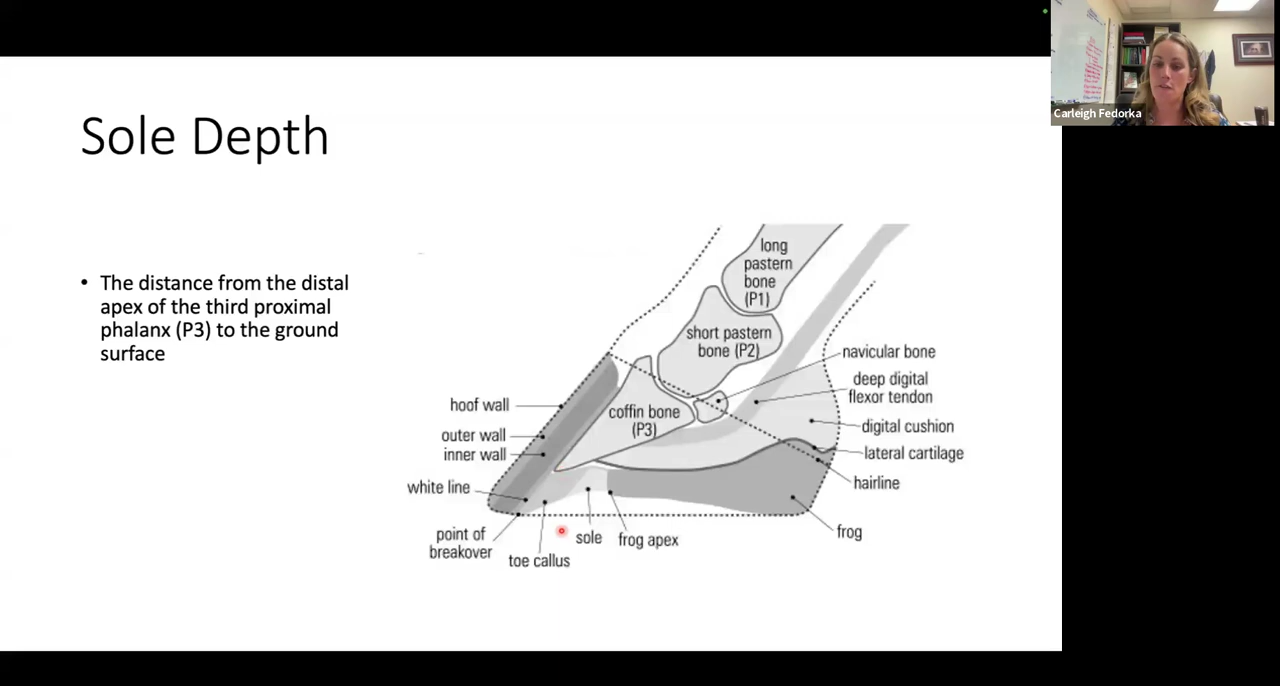 Carleigh Fedorka
Sole Depth
• The distance from the distal
apex of the third proximal
phalanx (P3) to the ground
surface
long
pastern
bone
(P1)
short pastern
bone (P2)
navicular bone
deep digital
flexor tendon
coffin bone
(P3)
hoof wall
digital cushion
outer wall
inner wall
lateral cartilage
hairline
white line
point of
breakover
toe callus
sole
frog apex
frog